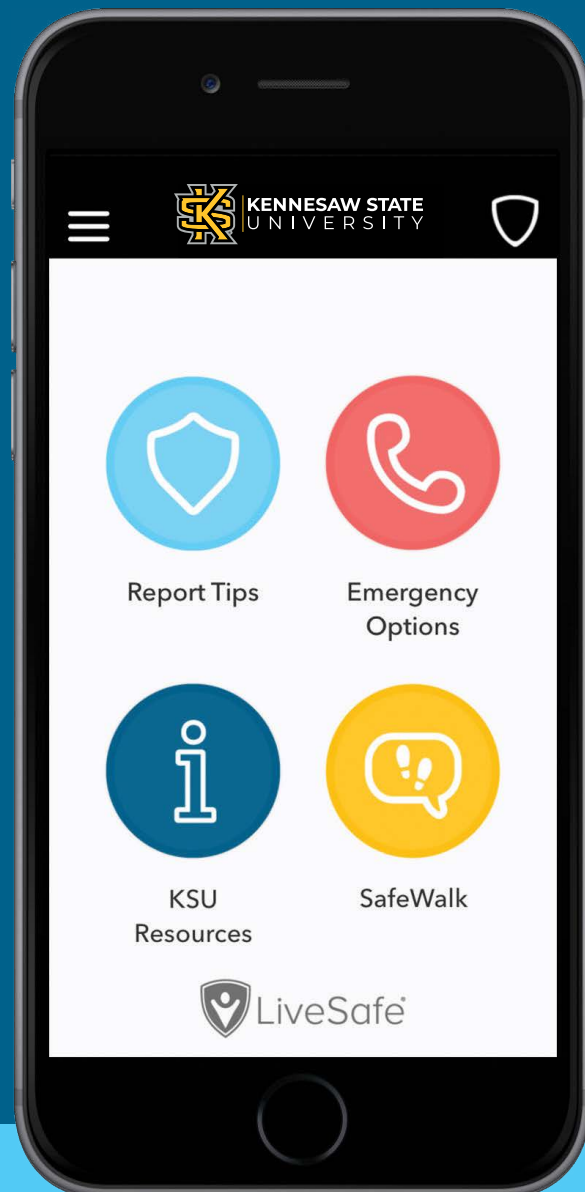 KENNESAW STATE
UNIVERSITY
Report Tips
Emergency
Options
KSU
Resources
SafeWalk
LiveSafe®